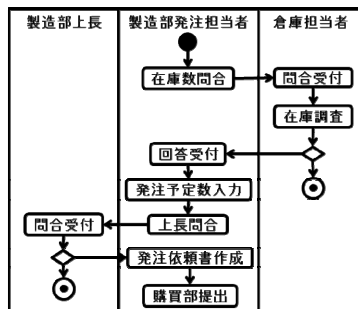 製造部上長
製造部発注担当者
倉庫担当者
在庫数問合
問合受付
在庫調査
回答受付
発注予定数入力
上長問合
問合受付
発注依頼書作成
購買部提出